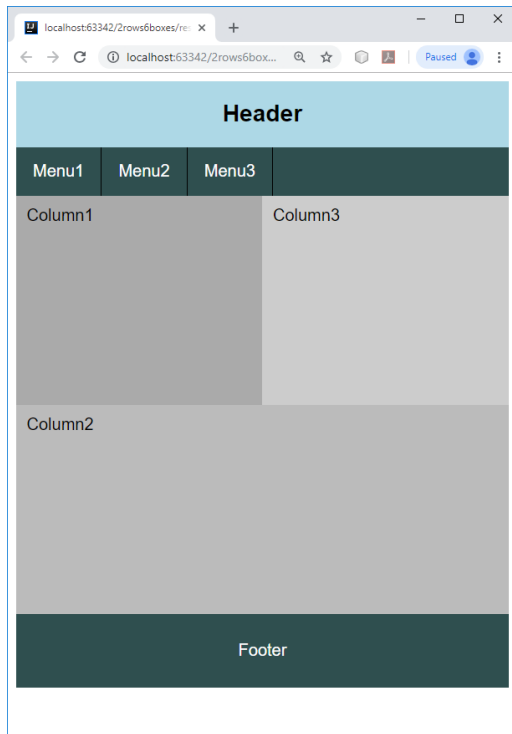 localhost:63342/2rows6boxes/re
localhost:63342/2rows6box...
Paused
Header
Menu1 Menu2 Menu3
Column1 Column3
Column2
Footer